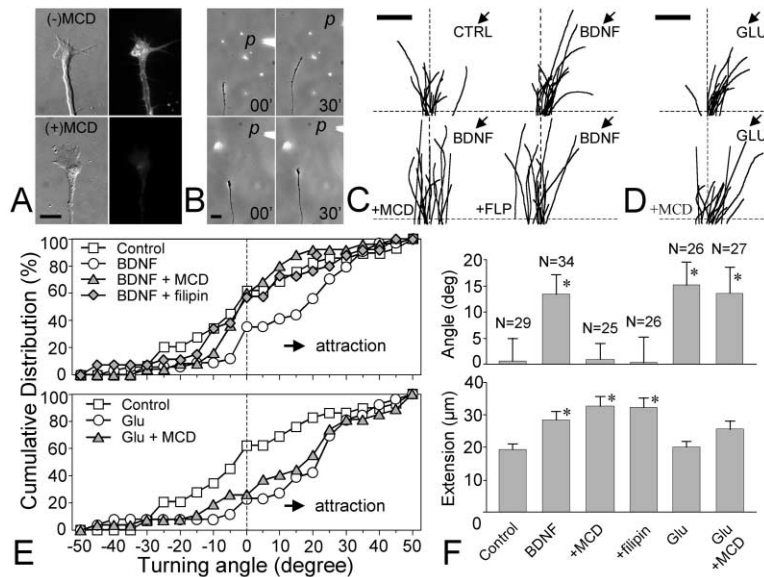 (-)MCD
(+)MCD
A
p
00'
p
30'
p
00'
p
30'
B
CTRL
BDNF
BDNF
BDNF
+MCD
+FLP
C
GLU
GLU
+MCD
D
Cumulative Distribution (%)
100
80
60
40
20
0
Control
BDNF
BDNF + MCD
BDNF + filipin
attraction
100
80
60
40
20
0
Control
Glu
Glu + MCD
attraction
-50 -40 -30 -20 -10 0 10 20 30 40 50
Turning angle (degree)
E
Angle (deg)
20
10
0
N=29
N=34
*
N=25
N=26
N=26
*
N=27
*
Extension (μm)
40
30
20
0
*
*
*
Control
BDNF
+MCD
+filipin
Glu
Glu
+MCD
F